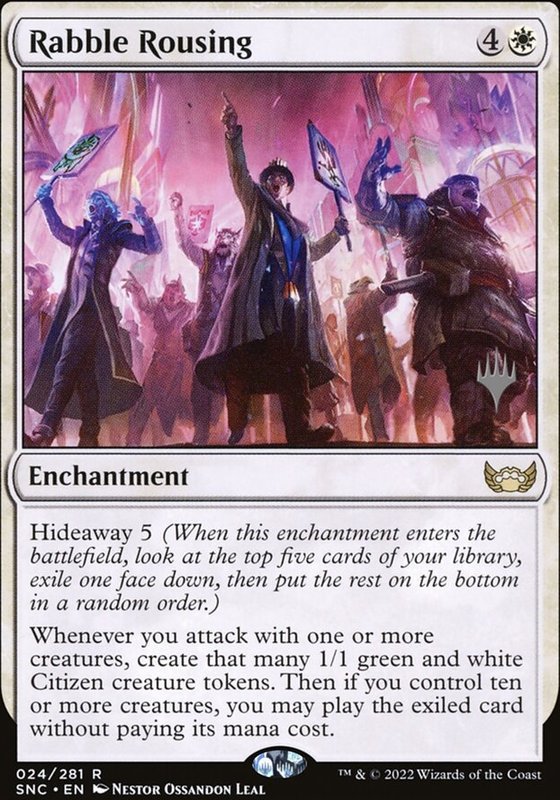 Rabble Rousing
4
Enchantment
Hideaway 5 (When this enchantment enters the
battlefield, look at the top five cards of your library,
exile one face down, then put the rest on the bottom
in a random order.)
Whenever you attack with one or more
creatures, create that many 1/1 green and white
Citizen creature tokens. Then if you control ten
or more creatures, you may play the exiled card
without paying its mana cost.
024/281 R
SNC • EN Nestor Ossandon Leal
™ & © 2022 Wizards of the Coast